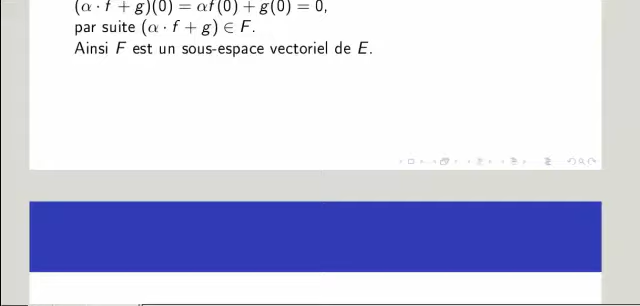 (α · f + g)(0) = αf(0) + g(0) = 0,
par suite (α · f + g) ∈ F.
Ainsi F est un sous-espace vectoriel de E.